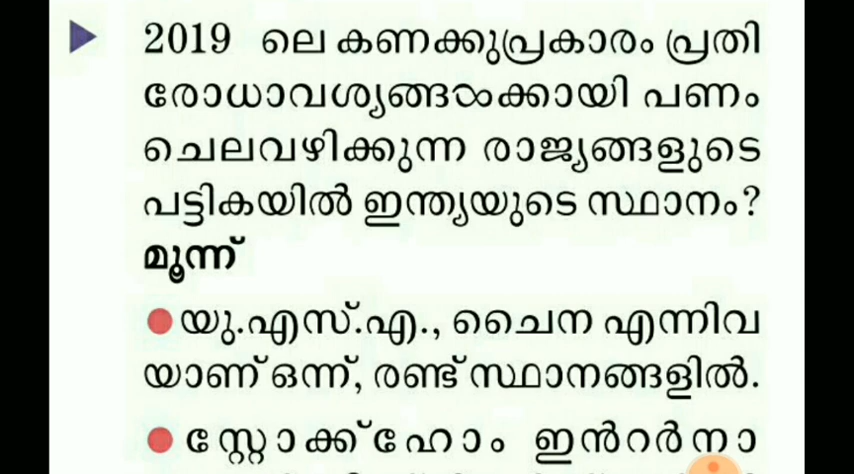 2019 ലെ കണക്കുപ്രകാരം പ്രതി
രോധാവശ്യങ്ങൾക്കായി പണം
ചെലവഴിക്കുന്ന രാജ്യങ്ങളുടെ
പട്ടികയിൽ ഇന്ത്യയുടെ സ്ഥാനം?
മൂന്ന്
യു.എസ്.എ., ചൈന എന്നിവ
യാണ് ഒന്ന്, രണ്ട് സ്ഥാനങ്ങളിൽ.
സ്റ്റോക്ക്ഹോം ഇൻറർനാ